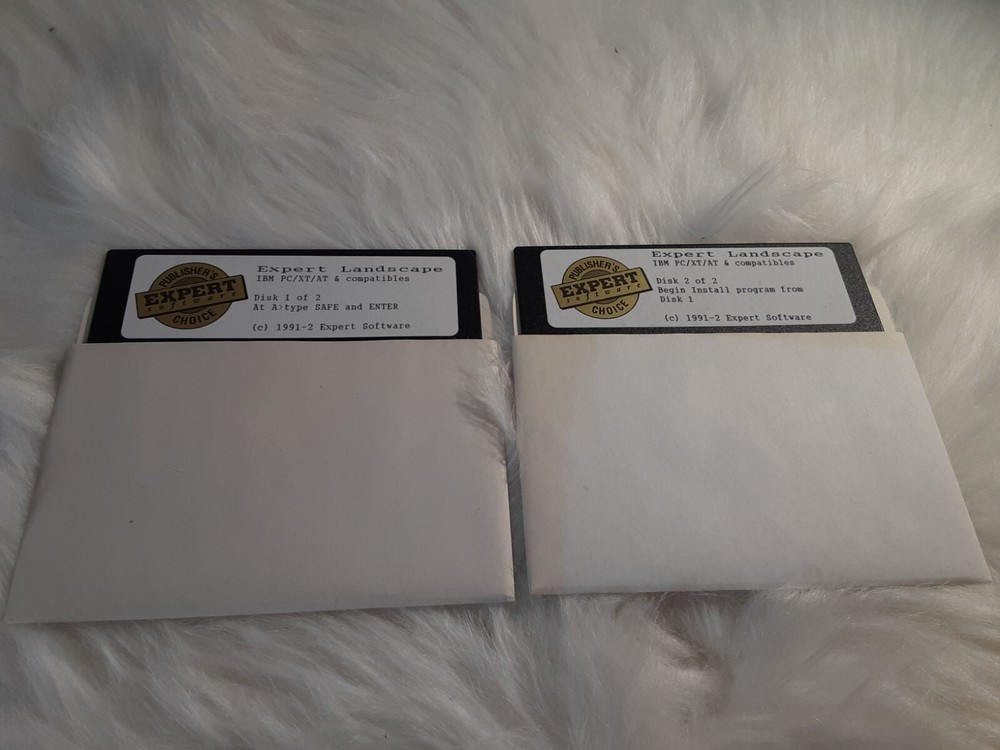 PUBLISHER'S
EXPERT
software
CHOICE
Expert Landscape
IBM PC/XT/AT & compatibles
Disk 1 of 2
At A>type SAFE and ENTER
(c) 1991-2 Expert Software
PUBLISHER'S
EXPERT
software
CHOICE
Expert Landscape
IBM PC/XT/AT & compatibles
Disk 2 of 2
Begin Install program from
Disk 1
(c) 1991-2 Expert Software